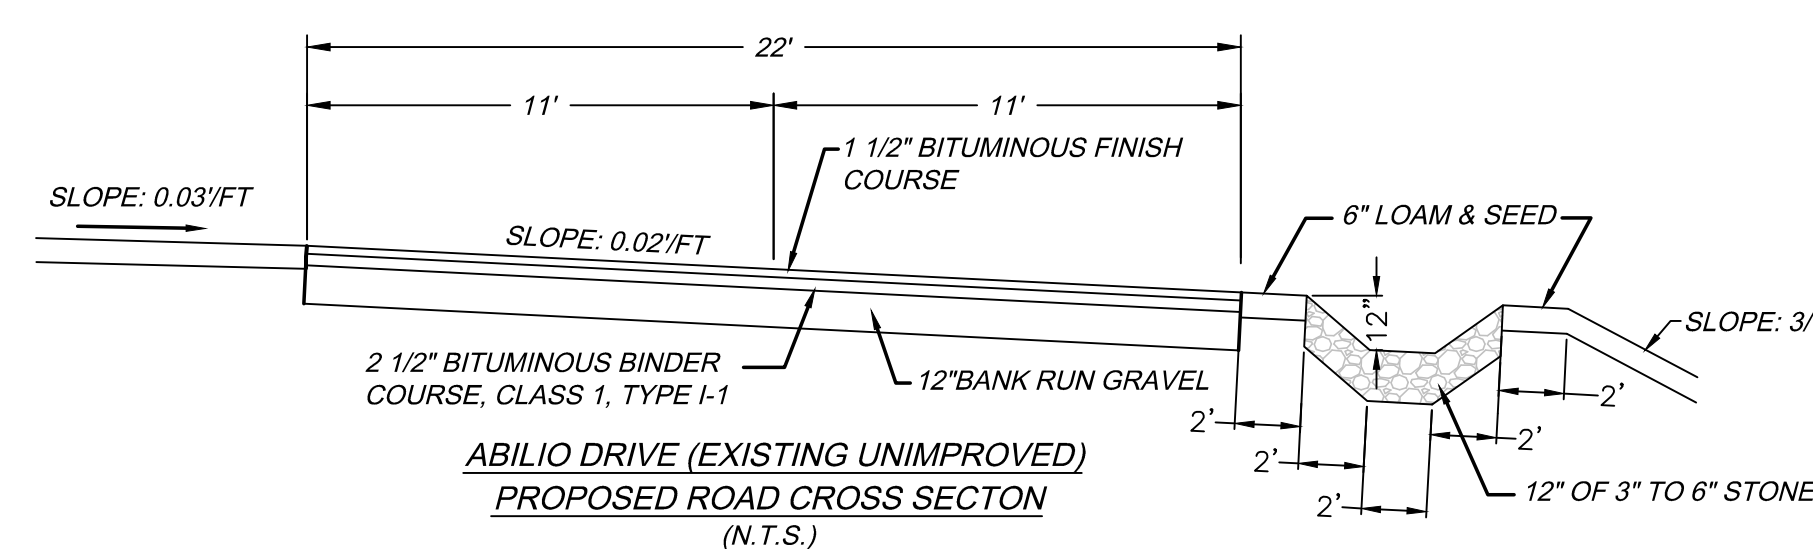 22'
11'
11'
1 1/2" BITUMINOUS FINISH
COURSE
SLOPE: 0.03'/FT
6" LOAM & SEED
SLOPE: 0.02'/FT
12"
SLOPE: 3/
2 1/2" BITUMINOUS BINDER
COURSE, CLASS 1, TYPE I-1
12"BANK RUN GRAVEL
2'
2'
2'
2'
2'
12" OF 3" TO 6" STONE
ABILIO DRIVE (EXISTING UNIMPROVED)
PROPOSED ROAD CROSS SECTON
(N.T.S.)